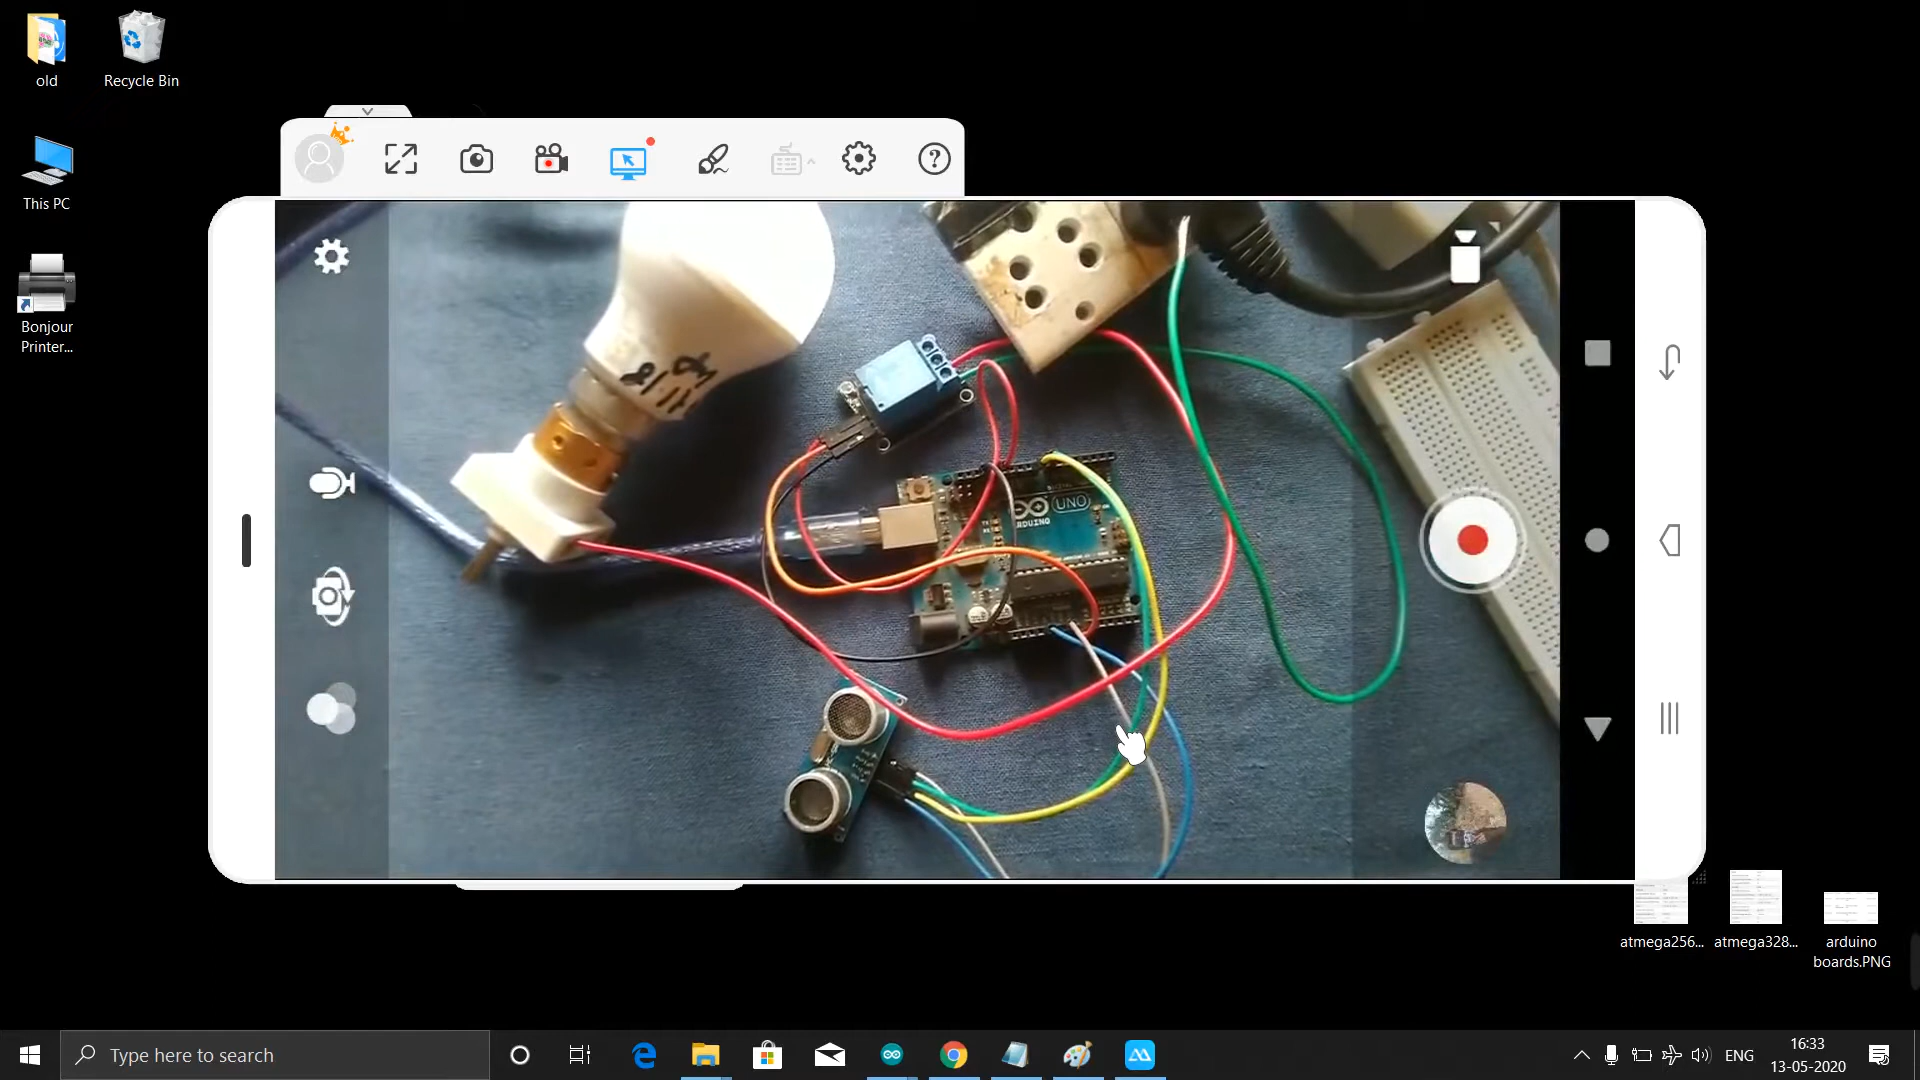 old
Recycle Bin
This PC
Bonjour
Printer...
UNO
ARDUINO
atmega256...
atmega328...
arduino
boards.PNG
Type here to search
ENG
16:33
13-05-2020